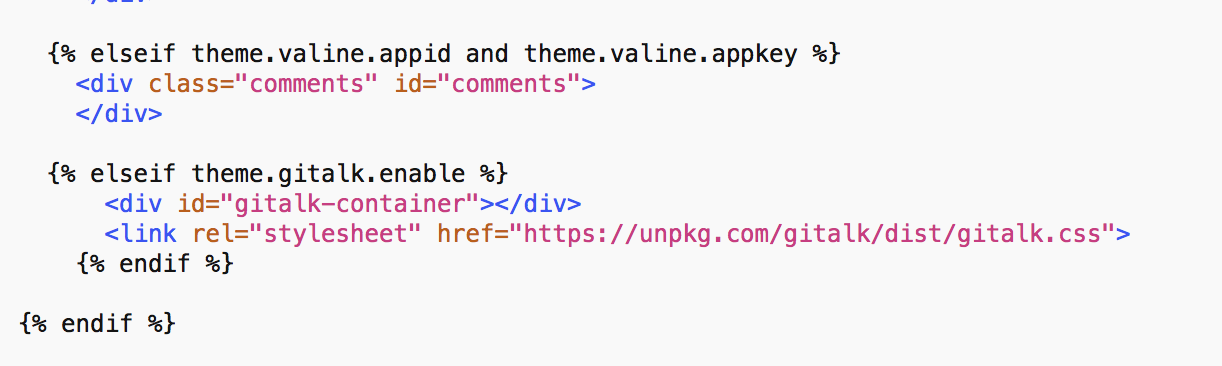 </div>
{% elseif theme.valine.appid and theme.valine.appkey %}
<div class="comments" id="comments">
</div>
{% elseif theme.gitalk.enable %}
<div id="gitalk-container"></div>
<link rel="stylesheet" href="https://unpkg.com/gitalk/dist/gitalk.css">
{% endif %}
{% endif %}